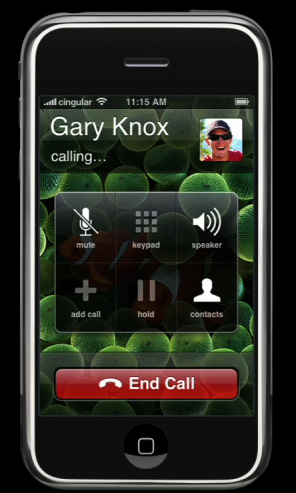 cingular 11:15 AM
Gary Knox
calling...
mute keypad speaker
add call hold contacts
End Call